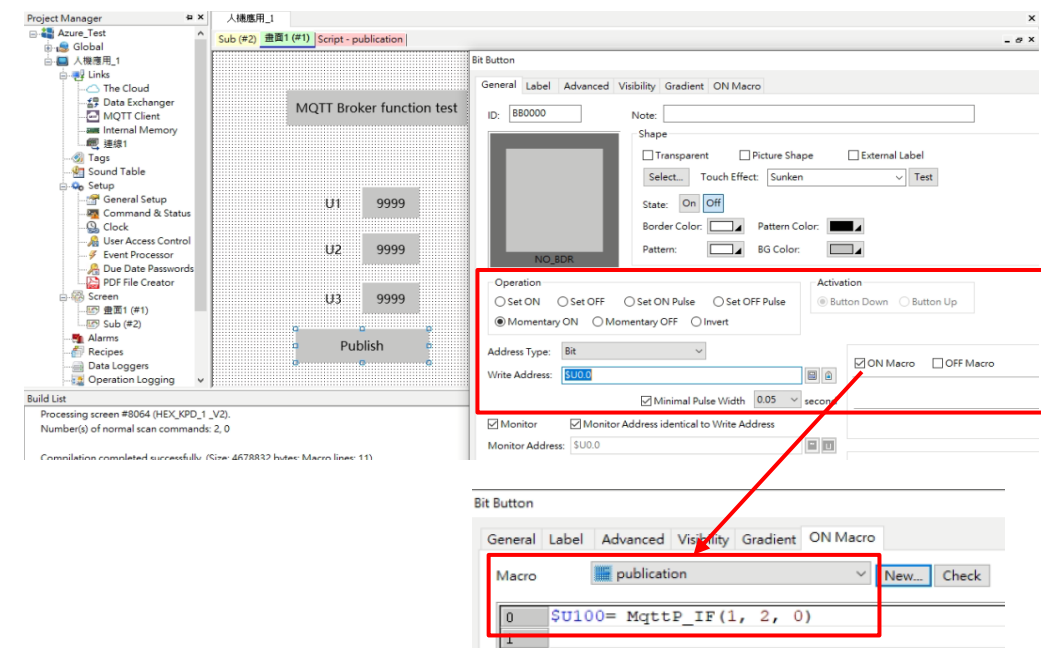 Project Manager
Azure_Test
Global
人機應用_1
Links
The Cloud
Data Exchanger
MQTT Client
Internal Memory
連線1
Tags
Sound Table
Setup
General Setup
Command & Status
Clock
User Access Control
Event Processor
Due Date Passwords
PDF File Creator
Screen
畫面1 (#1)
Sub (#2)
Alarms
Recipes
Data Loggers
Operation Logging
人機應用_1
Sub (#2) 畫面1 (#1) Script - publication
MQTT Broker function test
U1 9999
U2 9999
U3 9999
Publish
Bit Button
General Label Advanced Visibility Gradient ON Macro
ID: BB0000 Note:
NO_BDR
Shape
Transparent Picture Shape External Label
Select... Touch Effect: Sunken Test
State: On Off
Border Color: Pattern Color:
Pattern: BG Color:
Operation
Set ON Set OFF Set ON Pulse Set OFF Pulse
Momentary ON Momentary OFF Invert
Activation
Button Down Button Up
Address Type: Bit
ON Macro OFF Macro
Write Address: $U0.0
Minimal Pulse Width 0.05 second
Monitor Monitor Address identical to Write Address
Monitor Address: $U0.0
Build List
Processing screen #8064 (HEX_KPD_1_V2).
Number(s) of normal scan commands: 2, 0
Compilation completed successfully. (Size: 4678832 bytes; Macro lines: 11)
Bit Button
General Label Advanced Visibility Gradient ON Macro
Macro publication New... Check
0 $U100= MqttP_IF(1, 2, 0)
1